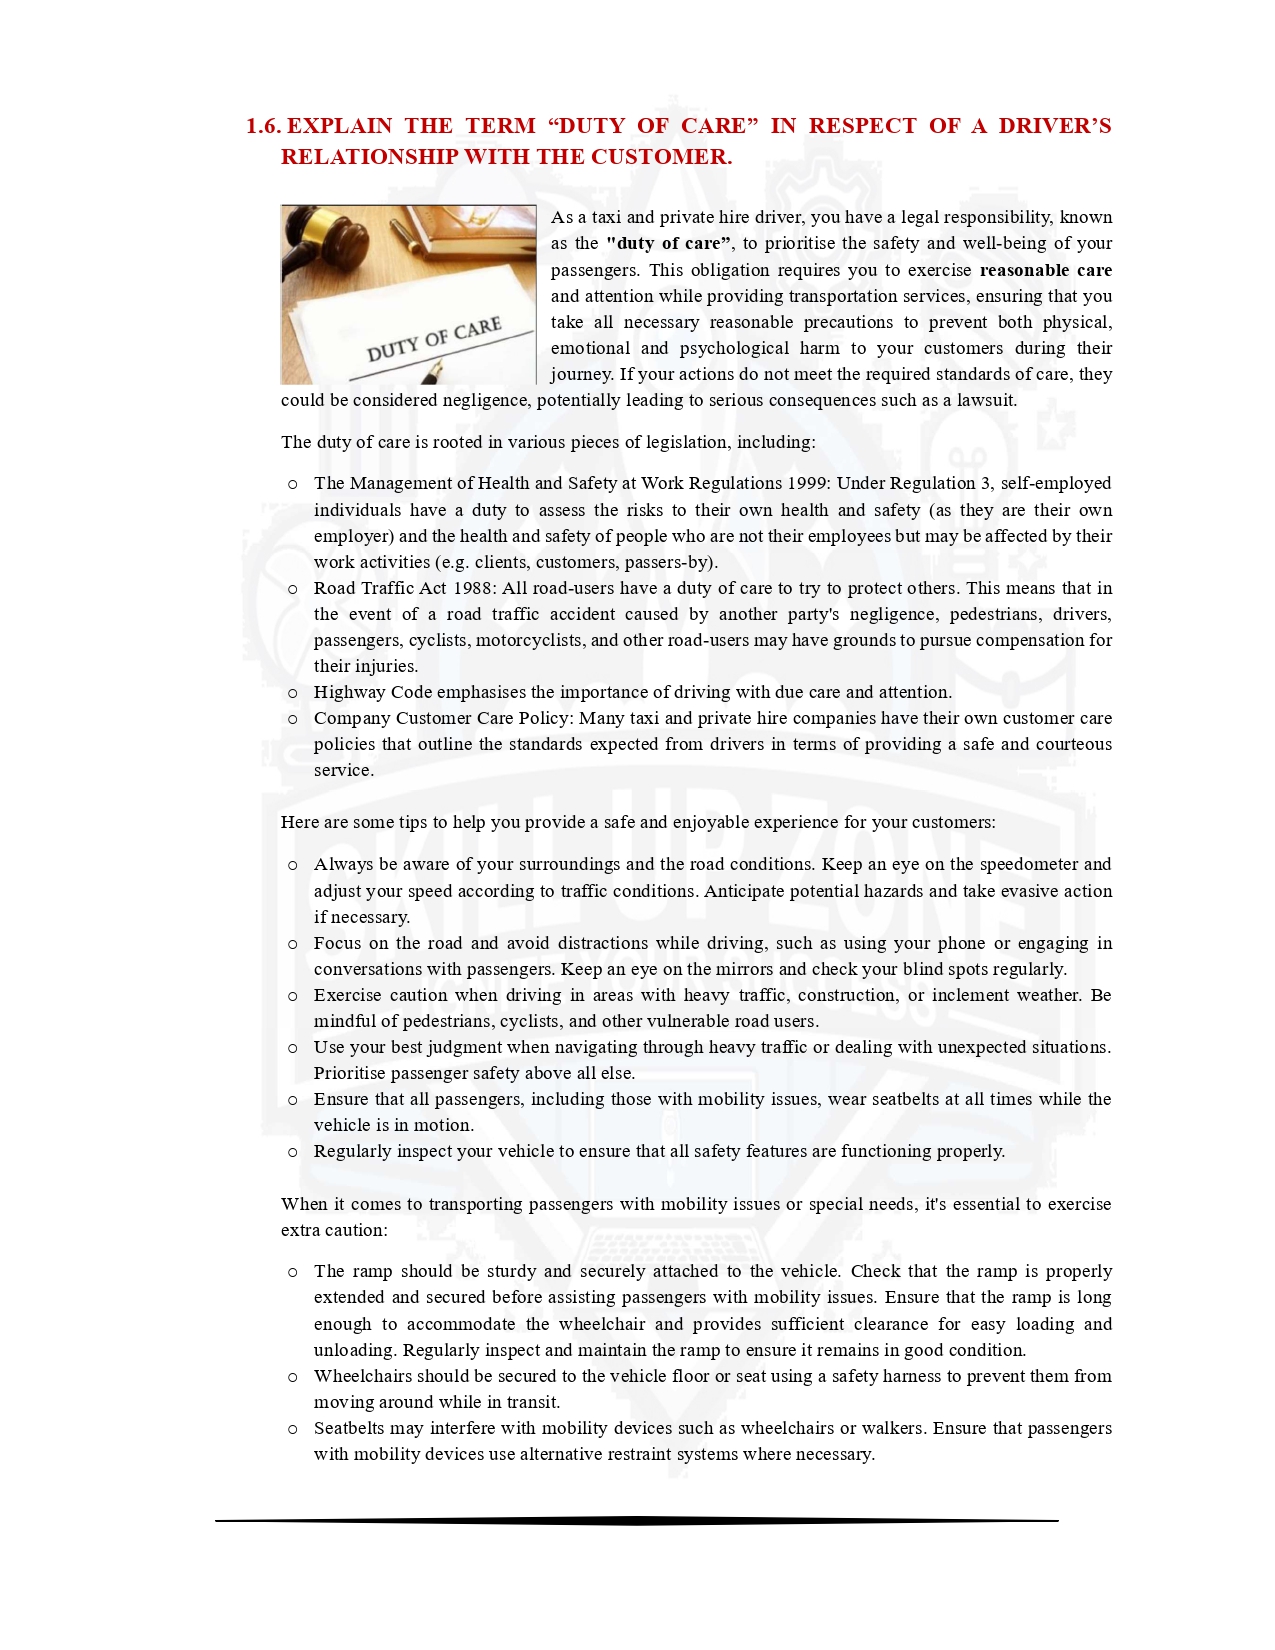 1.6. EXPLAIN THE TERM “DUTY OF CARE” IN RESPECT OF A DRIVER’S
RELATIONSHIP WITH THE CUSTOMER.
DUTY OF CARE
As a taxi and private hire driver, you have a legal responsibility, known
as the "duty of care”, to prioritise the safety and well-being of your
passengers. This obligation requires you to exercise reasonable care
and attention while providing transportation services, ensuring that you
take all necessary reasonable precautions to prevent both physical,
emotional and psychological harm to your customers during their
journey. If your actions do not meet the required standards of care, they
could be considered negligence, potentially leading to serious consequences such as a lawsuit.
The duty of care is rooted in various pieces of legislation, including:
o The Management of Health and Safety at Work Regulations 1999: Under Regulation 3, self-employed
individuals have a duty to assess the risks to their own health and safety (as they are their own
employer) and the health and safety of people who are not their employees but may be affected by their
work activities (e.g. clients, customers, passers-by).
o Road Traffic Act 1988: All road-users have a duty of care to try to protect others. This means that in
the event of a road traffic accident caused by another party's negligence, pedestrians, drivers,
passengers, cyclists, motorcyclists, and other road-users may have grounds to pursue compensation for
their injuries.
o Highway Code emphasises the importance of driving with due care and attention.
o Company Customer Care Policy: Many taxi and private hire companies have their own customer care
policies that outline the standards expected from drivers in terms of providing a safe and courteous
service.
Here are some tips to help you provide a safe and enjoyable experience for your customers:
o Always be aware of your surroundings and the road conditions. Keep an eye on the speedometer and
adjust your speed according to traffic conditions. Anticipate potential hazards and take evasive action
if necessary.
o Focus on the road and avoid distractions while driving, such as using your phone or engaging in
conversations with passengers. Keep an eye on the mirrors and check your blind spots regularly.
o Exercise caution when driving in areas with heavy traffic, construction, or inclement weather. Be
mindful of pedestrians, cyclists, and other vulnerable road users.
o Use your best judgment when navigating through heavy traffic or dealing with unexpected situations.
Prioritise passenger safety above all else.
o Ensure that all passengers, including those with mobility issues, wear seatbelts at all times while the
vehicle is in motion.
o Regularly inspect your vehicle to ensure that all safety features are functioning properly.
When it comes to transporting passengers with mobility issues or special needs, it's essential to exercise
extra caution:
o The ramp should be sturdy and securely attached to the vehicle. Check that the ramp is properly
extended and secured before assisting passengers with mobility issues. Ensure that the ramp is long
enough to accommodate the wheelchair and provides sufficient clearance for easy loading and
unloading. Regularly inspect and maintain the ramp to ensure it remains in good condition.
o Wheelchairs should be secured to the vehicle floor or seat using a safety harness to prevent them from
moving around while in transit.
o Seatbelts may interfere with mobility devices such as wheelchairs or walkers. Ensure that passengers
with mobility devices use alternative restraint systems where necessary.
SKILL UP ZONE